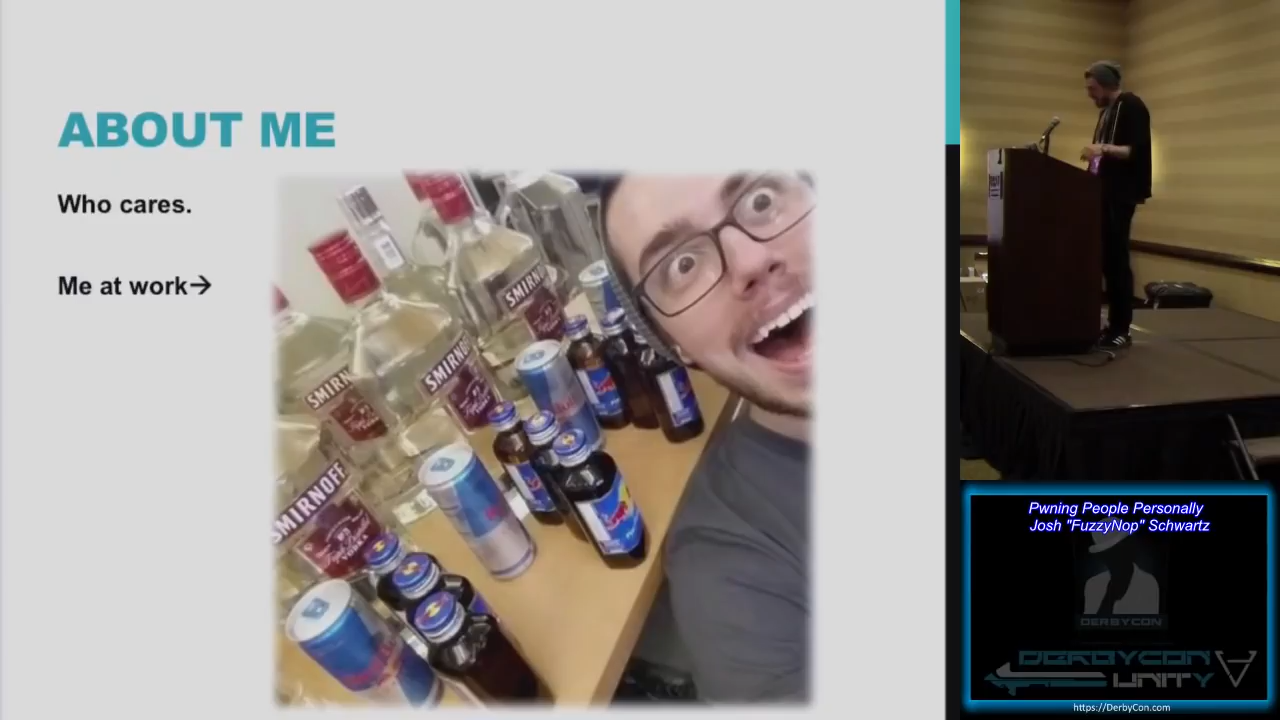 ABOUT ME
Who cares.
Me at work→
SMIRNOFF
SMIRNOFF
SMIRN
SMIRNOFF
Pwning People Personally
Josh "FuzzyNop" Schwartz
DERBYCON
DERBYCON
UNITY
https://DerbyCon.com